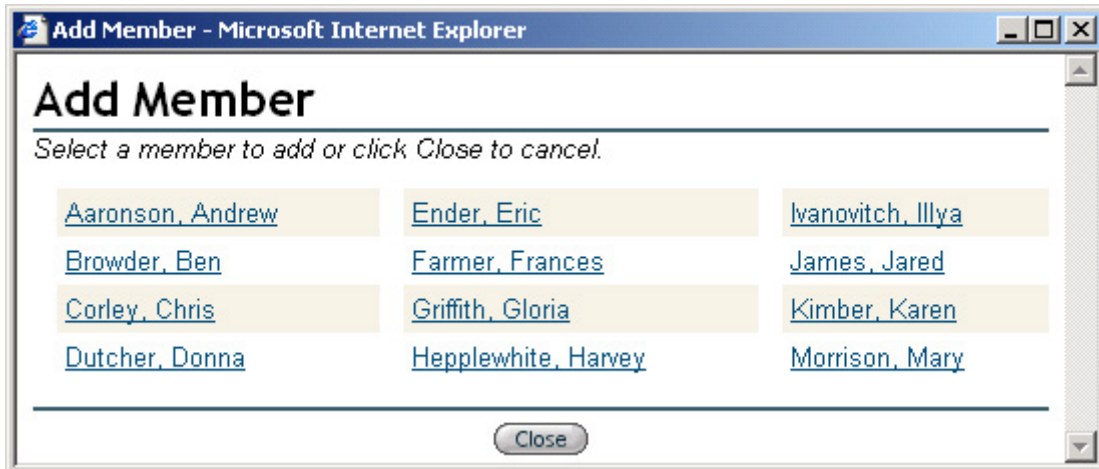 Add Member - Microsoft Internet Explorer
Add Member
Select a member to add or click Close to cancel.
Aaronson, Andrew
Browder, Ben
Corley, Chris
Dutcher, Donna
Ender, Eric
Farmer, Frances
Griffith, Gloria
Hepplewhite, Harvey
Ivanovitch, Illya
James, Jared
Kimber, Karen
Morrison, Mary
Close